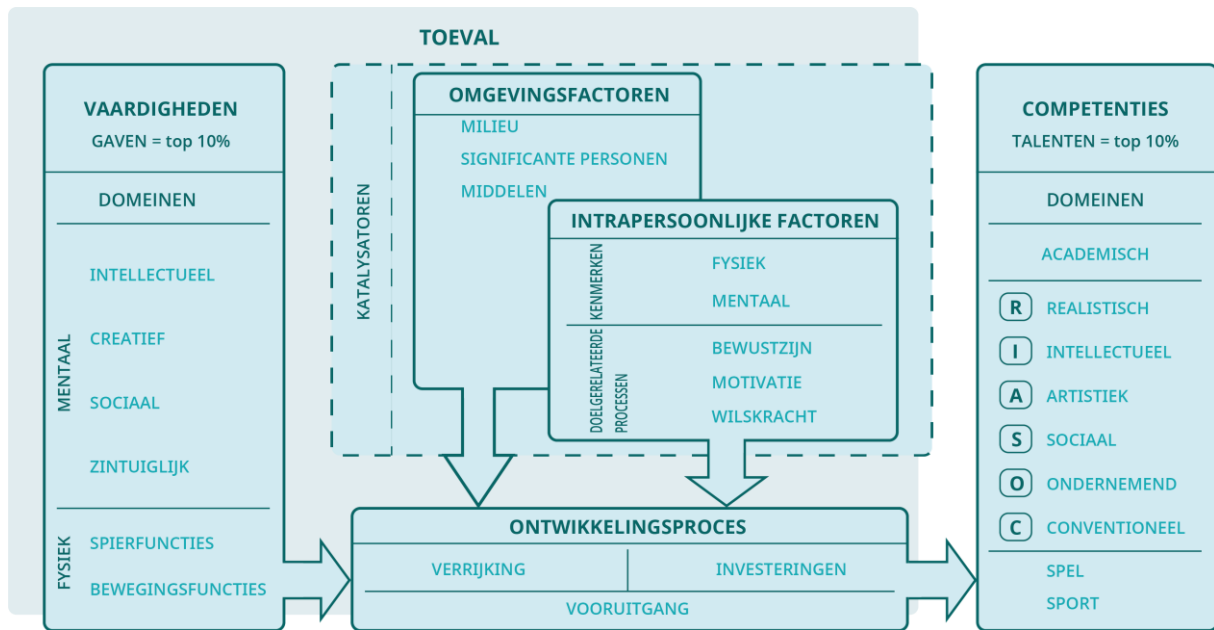 TOEVAL
VAARDIGHEDEN
GAVEN = top 10%
DOMEINEN
MENTAAL
INTELLECTUEEL
CREATIEF
SOCIAAL
ZINTUIGLIJK
FYSIEK
SPIERFUNCTIES
BEWEGINGSFUNCTIES
KATALYSATOREN
OMGEVINGSFACTOREN
MILIEU
SIGNIFICANTE PERSONEN
MIDDELEN
INTRAPERSOONLIJKE FACTOREN
KENMERKEN
FYSIEK
MENTAAL
DOELGERELATEERDE
PROCESSEN
BEWUSTZIJN
MOTIVATIE
WILSKRACHT
ONTWIKKELINGSPROCES
VERRIJKING
INVESTERINGEN
VOORUITGANG
COMPETENTIES
TALENTEN = top 10%
DOMEINEN
ACADEMISCH
R REALISTISCH
I INTELLECTUEEL
A ARTISTIEK
S SOCIAAL
O ONDERNEMEND
C CONVENTIONEEL
SPEL
SPORT